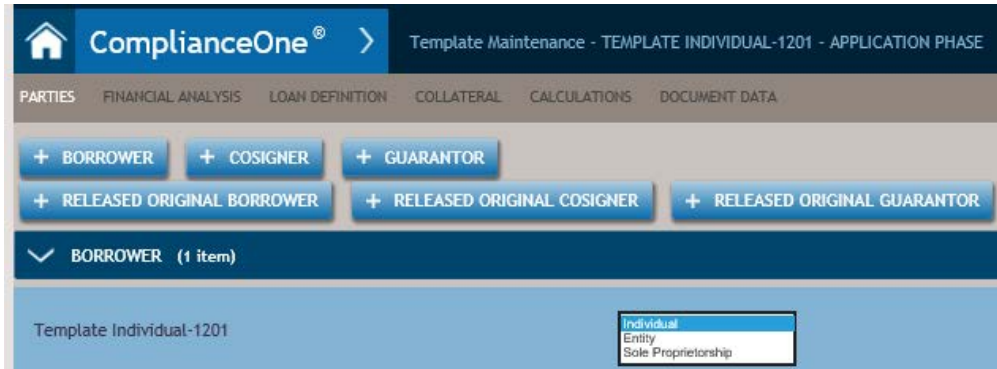 ComplianceOne® Template Maintenance - TEMPLATE INDIVIDUAL-1201 - APPLICATION PHASE
PARTIES FINANCIAL ANALYSIS LOAN DEFINITION COLLATERAL CALCULATIONS DOCUMENT DATA
+ BORROWER + COSIGNER + GUARANTOR
+ RELEASED ORIGINAL BORROWER + RELEASED ORIGINAL COSIGNER + RELEASED ORIGINAL GUARANTOR
BORROWER (1 item)
Template Individual-1201
Individual
Entity
Sole Proprietorship